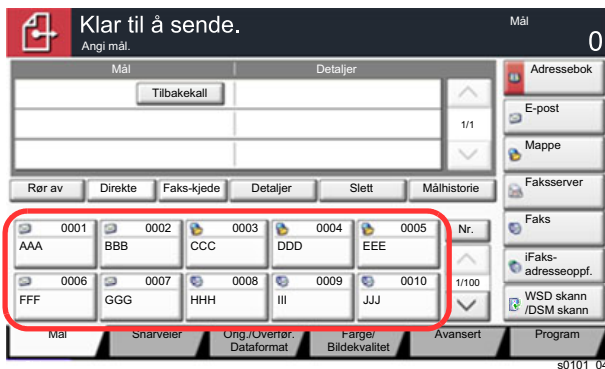 Klar til å sende.
Angi mål.
Mål
0
Mål
Detaljer
Tilbakekall
1/1
Rør av
Direkte
Faks-kjede
Detaljer
Slett
Målhistorie
0001
AAA
0002
BBB
0003
CCC
0004
DDD
0005
EEE
0006
FFF
0007
GGG
0008
HHH
0009
III
0010
JJJ
Nr.
1/100
Adressebok
E-post
Mappe
Faksserver
Faks
iFaks-
adresseoppf.
WSD skann
/DSM skann
Mål
Snarveier
Orig./Overfør.
Dataformat
Farge/
Bildekvalitet
Avansert
Program
s0101_04